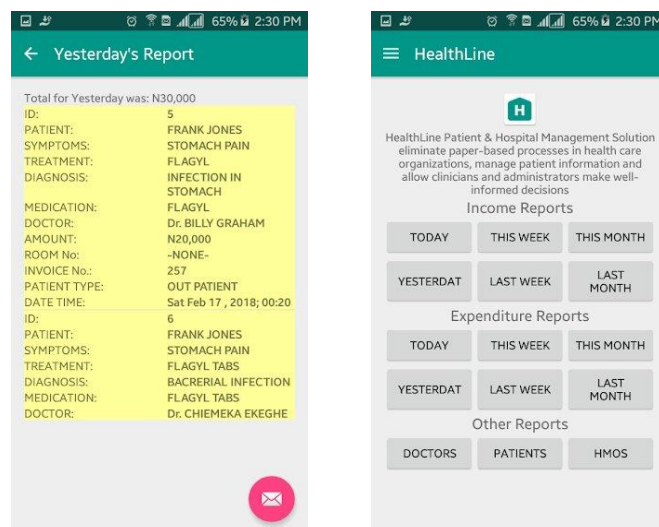 65% 2:30 PM
Yesterday's Report
Total for Yesterday was: N30,000
ID: 5
PATIENT: FRANK JONES
SYMPTOMS: STOMACH PAIN
TREATMENT: FLAGYL
DIAGNOSIS: INFECTION IN
STOMACH
MEDICATION: FLAGYL
DOCTOR: Dr. BILLY GRAHAM
AMOUNT: N20,000
ROOM No: -NONE-
INVOICE No.: 257
PATIENT TYPE: OUT PATIENT
DATE TIME: Sat Feb 17 , 2018; 00:20
ID: 6
PATIENT: FRANK JONES
SYMPTOMS: STOMACH PAIN
TREATMENT: FLAGYL TABS
DIAGNOSIS: BACRERIAL INFECTION
MEDICATION: FLAGYL TABS
DOCTOR: Dr. CHIEMEKA EKEGHE
65% 2:30 PM
HealthLine
H
HealthLine Patient & Hospital Management Solution
eliminate paper-based processes in health care
organizations, manage patient information and
allow clinicians and administrators make well-
informed decisions
Income Reports
TODAY THIS WEEK THIS MONTH
YESTERDAT LAST WEEK LAST
MONTH
Expenditure Reports
TODAY THIS WEEK THIS MONTH
YESTERDAT LAST WEEK LAST
MONTH
Other Reports
DOCTORS PATIENTS HMOS